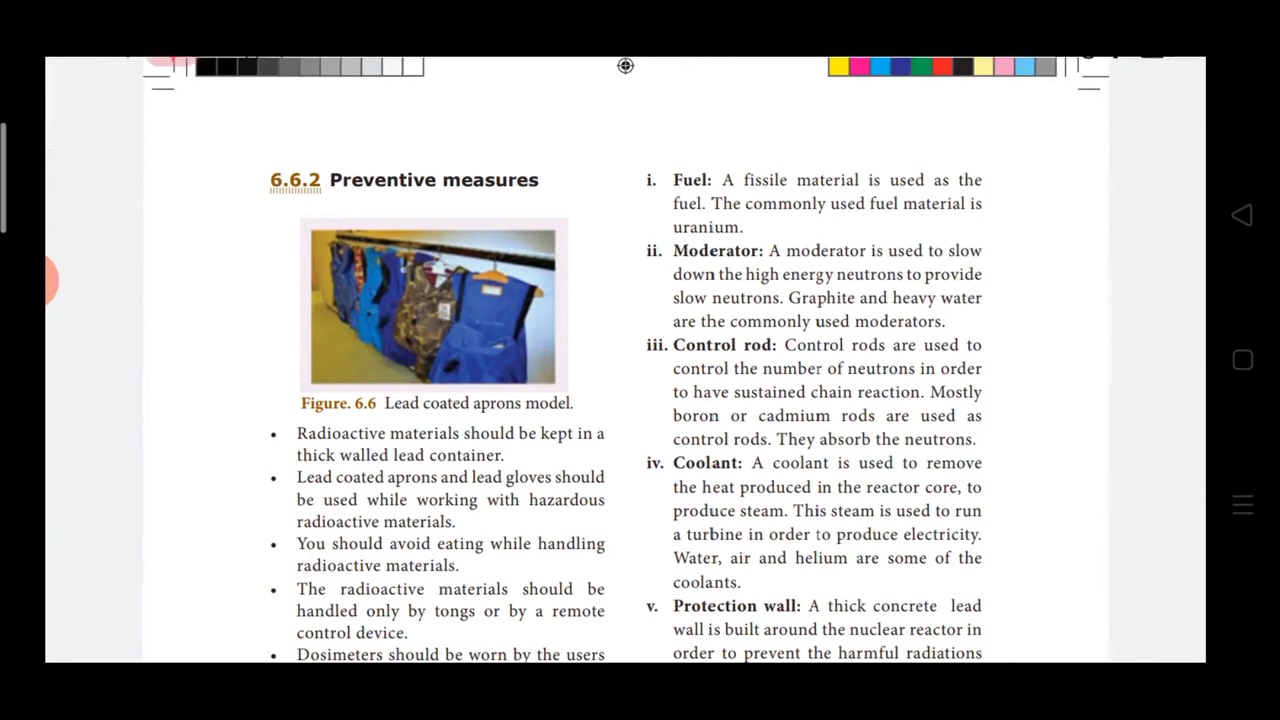 6.6.2 Preventive measures
Figure. 6.6 Lead coated aprons model.
• Radioactive materials should be kept in a
thick walled lead container.
• Lead coated aprons and lead gloves should
be used while working with hazardous
radioactive materials.
• You should avoid eating while handling
radioactive materials.
• The radioactive materials should be
handled only by tongs or by a remote
control device.
• Dosimeters should be worn by the users
i. Fuel: A fissile material is used as the
fuel. The commonly used fuel material is
uranium.
ii. Moderator: A moderator is used to slow
down the high energy neutrons to provide
slow neutrons. Graphite and heavy water
are the commonly used moderators.
iii. Control rod: Control rods are used to
control the number of neutrons in order
to have sustained chain reaction. Mostly
boron or cadmium rods are used as
control rods. They absorb the neutrons.
iv. Coolant: A coolant is used to remove
the heat produced in the reactor core, to
produce steam. This steam is used to run
a turbine in order to produce electricity.
Water, air and helium are some of the
coolants.
v. Protection wall: A thick concrete lead
wall is built around the nuclear reactor in
order to prevent the harmful radiations